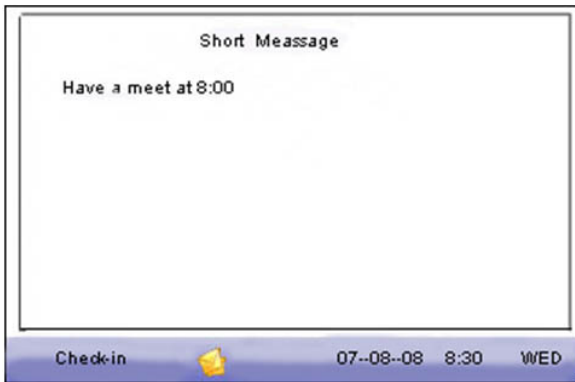 Short Meassage
Have a meet at 8:00
Check-in 07--08--08 8:30 WED